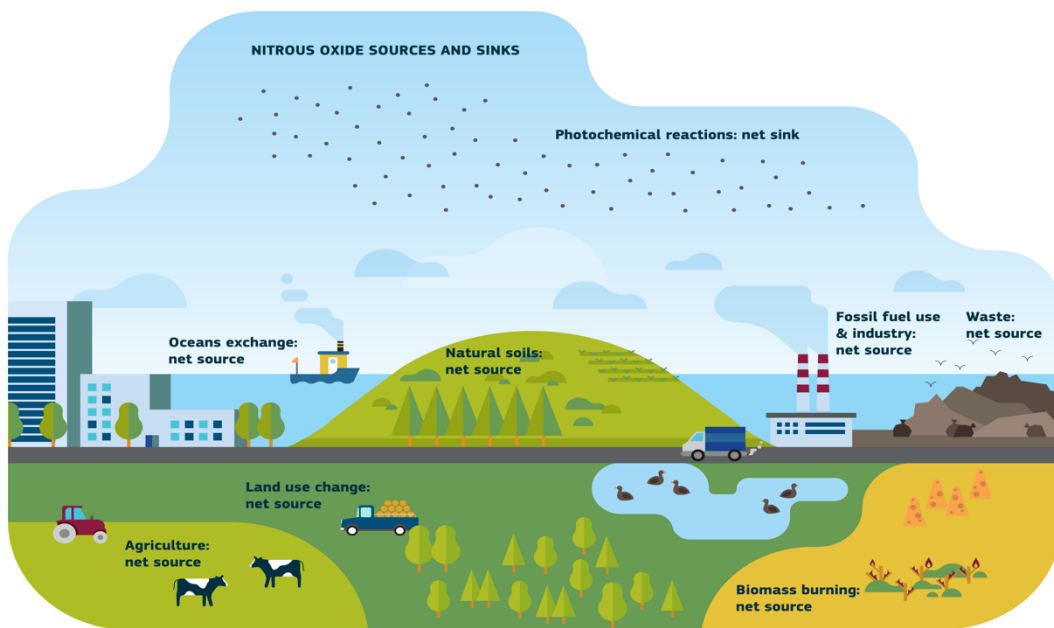 NITROUS OXIDE SOURCES AND SINKS
Photochemical reactions: net sink
Oceans exchange:
net source
Natural soils:
net source
Fossil fuel use
& industry:
net source
Waste:
net source
Land use change:
net source
Agriculture:
net source
Biomass burning:
net source